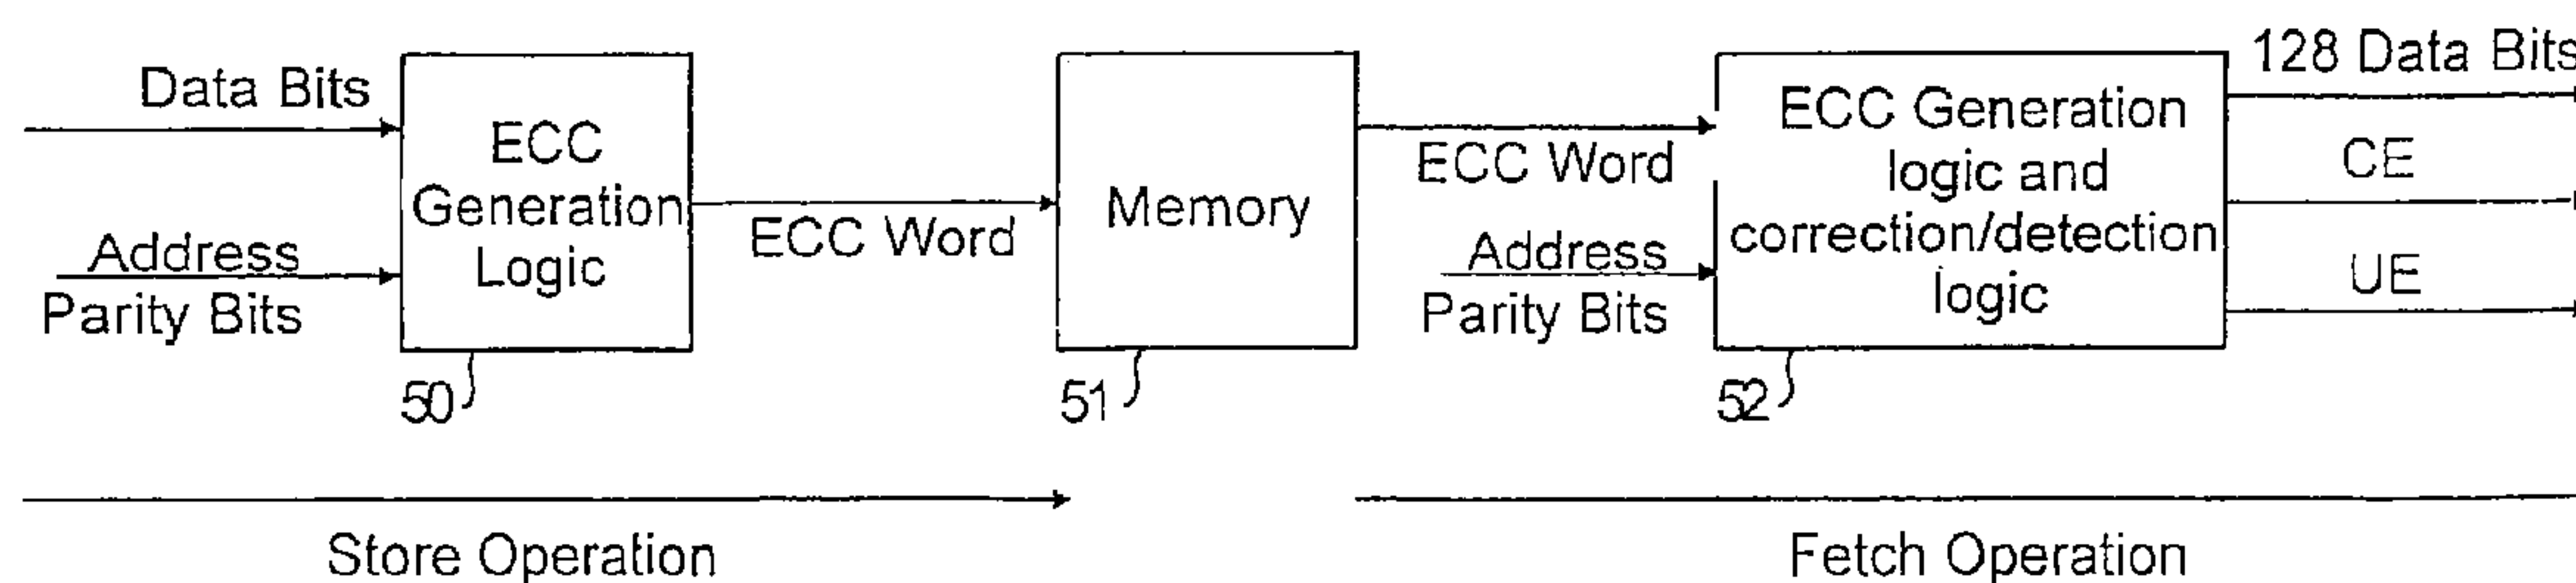 Data Bits
Address
Parity Bits
ECC
Generation
Logic
50
ECC Word
Memory
51
ECC Word
Address
Parity Bits
ECC Generation
logic and
correction/detection
logic
52
128 Data Bits
CE
UE
Store Operation
Fetch Operation